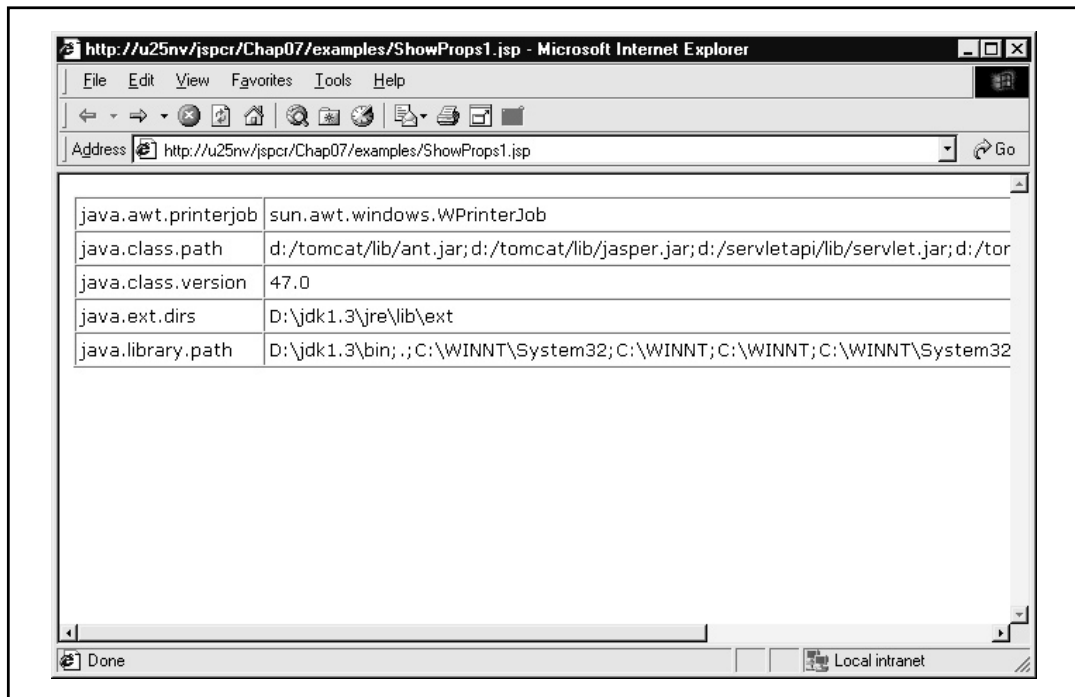 http://u25nv/jspcr/Chap07/examples/ShowProps1.jsp - Microsoft Internet Explorer
File Edit View Favorites Tools Help
Address http://u25nv/jspcr/Chap07/examples/ShowProps1.jsp Go
java.awt.printerjob sun.awt.windows.WPrinterJob
java.class.path d:/tomcat/lib/ant.jar;d:/tomcat/lib/jasper.jar;d:/servletapi/lib/servlet.jar;d:/tor
java.class.version 47.0
java.ext.dirs D:\jdk1.3\jre\lib\ext
java.library.path D:\jdk1.3\bin;.;C:\WINNT\System32;C:\WINNT;C:\WINNT;C:\WINNT\System32
Done Local intranet